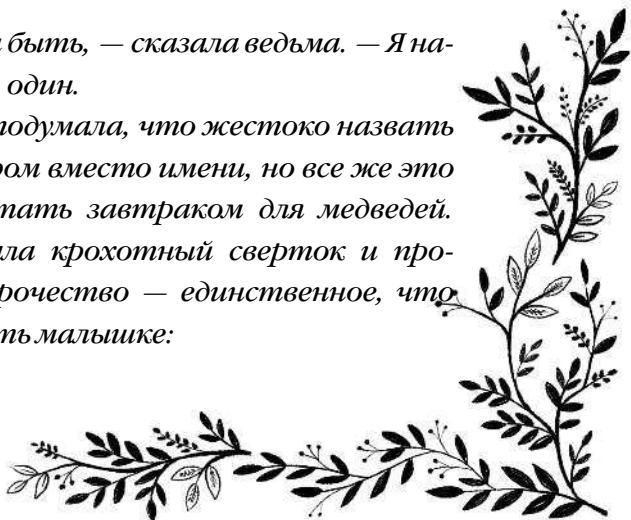 быть, — сказала ведьма. — Я на-
один.
подумала, что жестоко назвать
ром вместо имени, но все же это
тать завтраком для медведей.
ла крохотный сверток и про-
рочество — единственное, что
ть малышке: